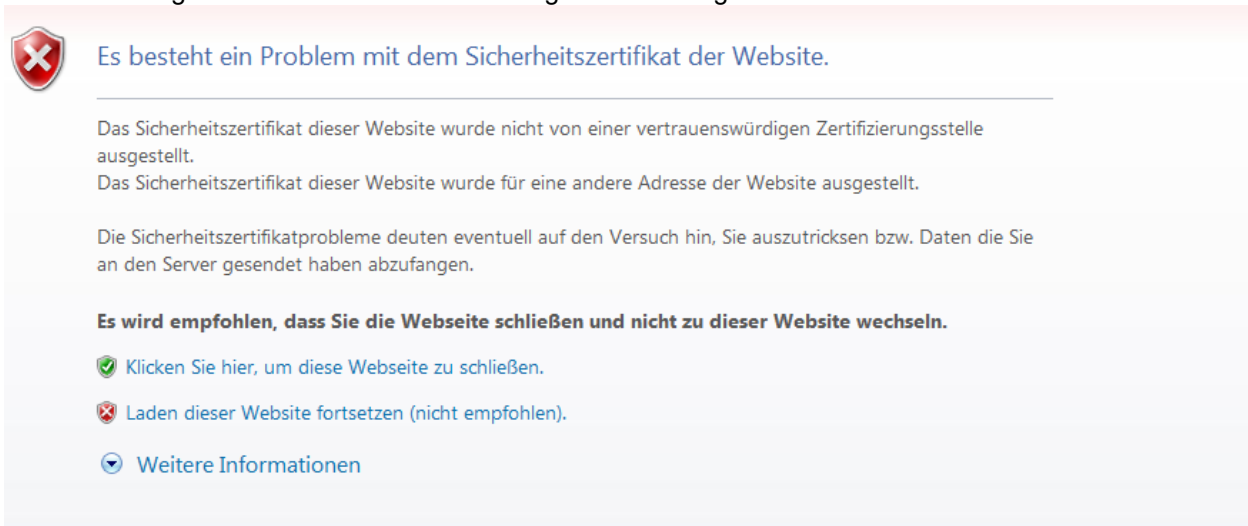 Es besteht ein Problem mit dem Sicherheitszertifikat der Website.
Das Sicherheitszertifikat dieser Website wurde nicht von einer vertrauenswürdigen Zertifizierungsstelle
ausgestellt.
Das Sicherheitszertifikat dieser Website wurde für eine andere Adresse der Website ausgestellt.
Die Sicherheitszertifikatprobleme deuten eventuell auf den Versuch hin, Sie auszutricksen bzw. Daten die Sie
an den Server gesendet haben abzufangen.
Es wird empfohlen, dass Sie die Webseite schließen und nicht zu dieser Website wechseln.
Klicken Sie hier, um diese Webseite zu schließen.
Laden dieser Website fortsetzen (nicht empfohlen).
Weitere Informationen